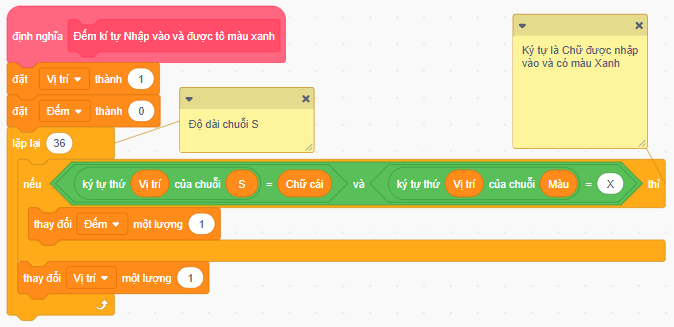 định nghĩa Đếm kí tự Nhập vào và được tô màu xanh
đặt Vị trí thành 1
đặt Đếm thành 0
lặp lại 36
Độ dài chuỗi S
Ký tự là Chữ được nhập
vào và có màu Xanh
nếu ký tự thứ Vị trí của chuỗi S = Chữ cái và ký tự thứ Vị trí của chuỗi Màu = X thì
thay đổi Đếm một lượng 1
thay đổi Vị trí một lượng 1